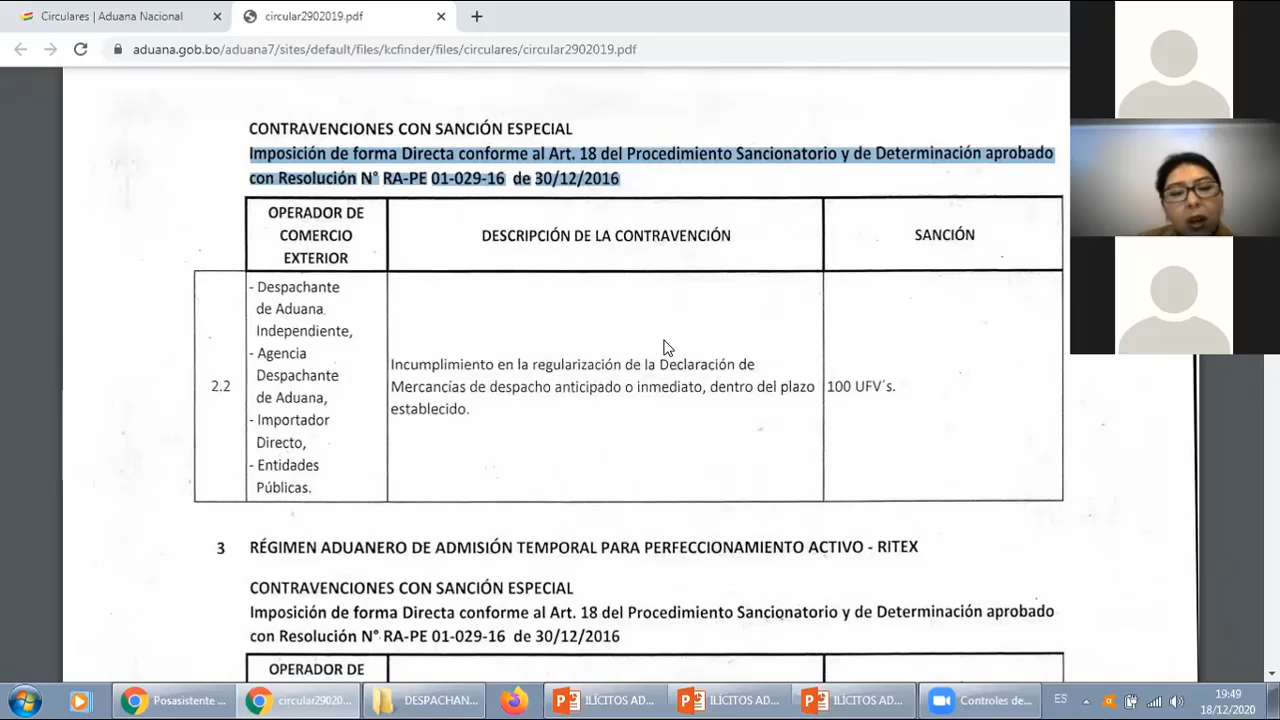 Circulares | Aduana Nacional
circular2902019.pdf
aduana.gob.bo/aduana7/sites/default/files/kcfinder/files/circulares/circular2902019.pdf
CONTRAVENCIONES CON SANCIÓN ESPECIAL
Imposición de forma Directa conforme al Art. 18 del Procedimiento Sancionatorio y de Determinación aprobado
con Resolución N° RA-PE 01-029-16 de 30/12/2016
OPERADOR DE
COMERCIO
EXTERIOR
DESCRIPCIÓN DE LA CONTRAVENCIÓN
SANCIÓN
2.2
- Despachante
de Aduana
Independiente,
- Agencia
Despachante
de Aduana,
- Importador
Directo,
- Entidades
Públicas.
Incumplimiento en la regularización de la Declaración de
Mercancías de despacho anticipado o inmediato, dentro del plazo
establecido.
100 UFV´s.
3 RÉGIMEN ADUANERO DE ADMISIÓN TEMPORAL PARA PERFECCIONAMIENTO ACTIVO - RITEX
CONTRAVENCIONES CON SANCIÓN ESPECIAL
Imposición de forma Directa conforme al Art. 18 del Procedimiento Sancionatorio y de Determinación aprobado
con Resolución N° RA-PE 01-029-16 de 30/12/2016
OPERADOR DE
Posasistente ...
circular29020...
DESPACHAN...
ILÍCITOS AD...
ILÍCITOS AD...
ILÍCITOS AD...
Controles de...
ES
19:49
18/12/2020